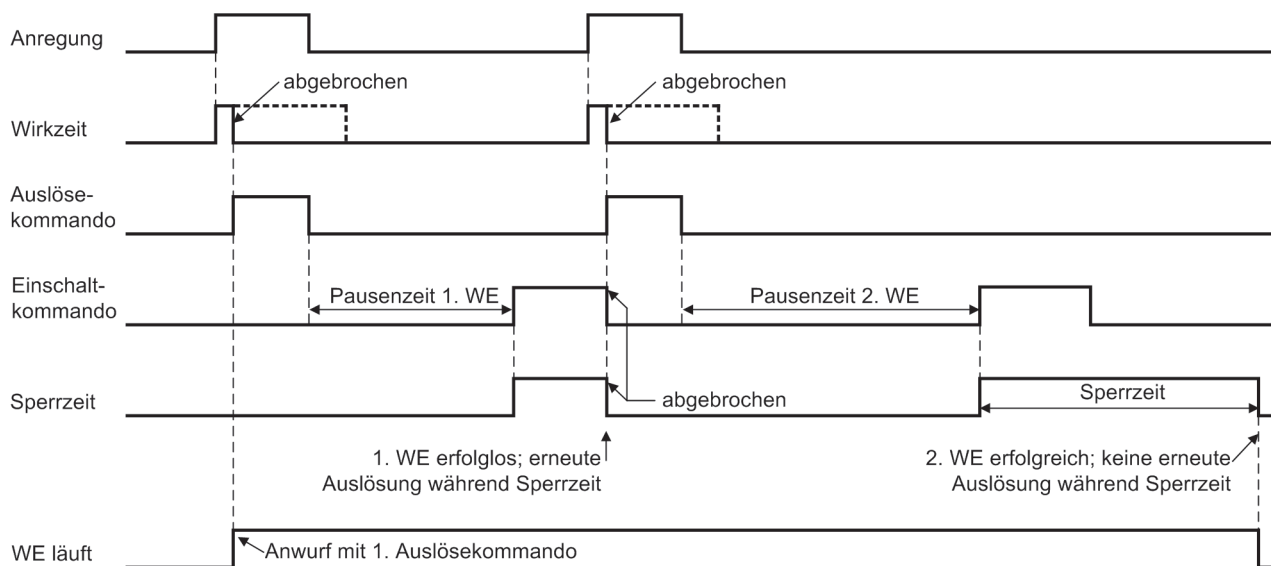 Anregung
abgebrochen
abgebrochen
Wirkzeit
Auslöse-
kommando
Einschalt-
kommando
Pausenzeit 1. WE
Pausenzeit 2. WE
Sperrzeit
abgebrochen
Sperrzeit
1. WE erfolglos; erneute
Auslösung während Sperrzeit
2. WE erfolgreich; keine erneute
Auslösung während Sperrzeit
WE läuft
Anwurf mit 1. Auslösekommando